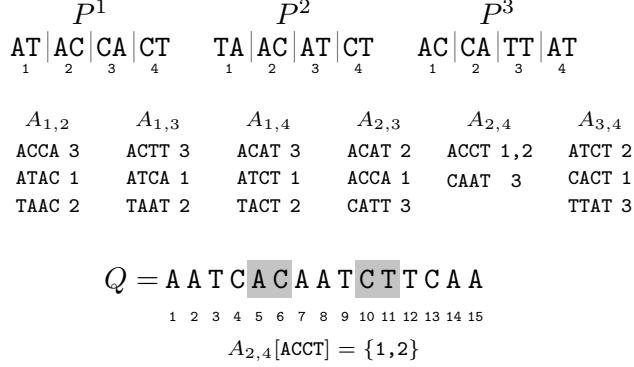 P¹ P² P³
AT|AC|CA|CT TA|AC|AT|CT AC|CA|TT|AT
1 2 3 4 1 2 3 4 1 2 3 4
A₁,₂ A₁,₃ A₁,₄ A₂,₃ A₂,₄ A₃,₄
ACCA 3 ACTT 3 ACAT 3 ACAT 2 ACCT 1,2 ATCT 2
ATAC 1 ATCA 1 ATCT 1 ACCA 1 CAAT 3 CACT 1
TAAC 2 TAAT 2 TACT 2 CATT 3 TTAT 3
Q = A A T C A C A A T C T T C A A
1 2 3 4 5 6 7 8 9 10 11 12 13 14 15
A₂,₄[ACCT] = {1,2}